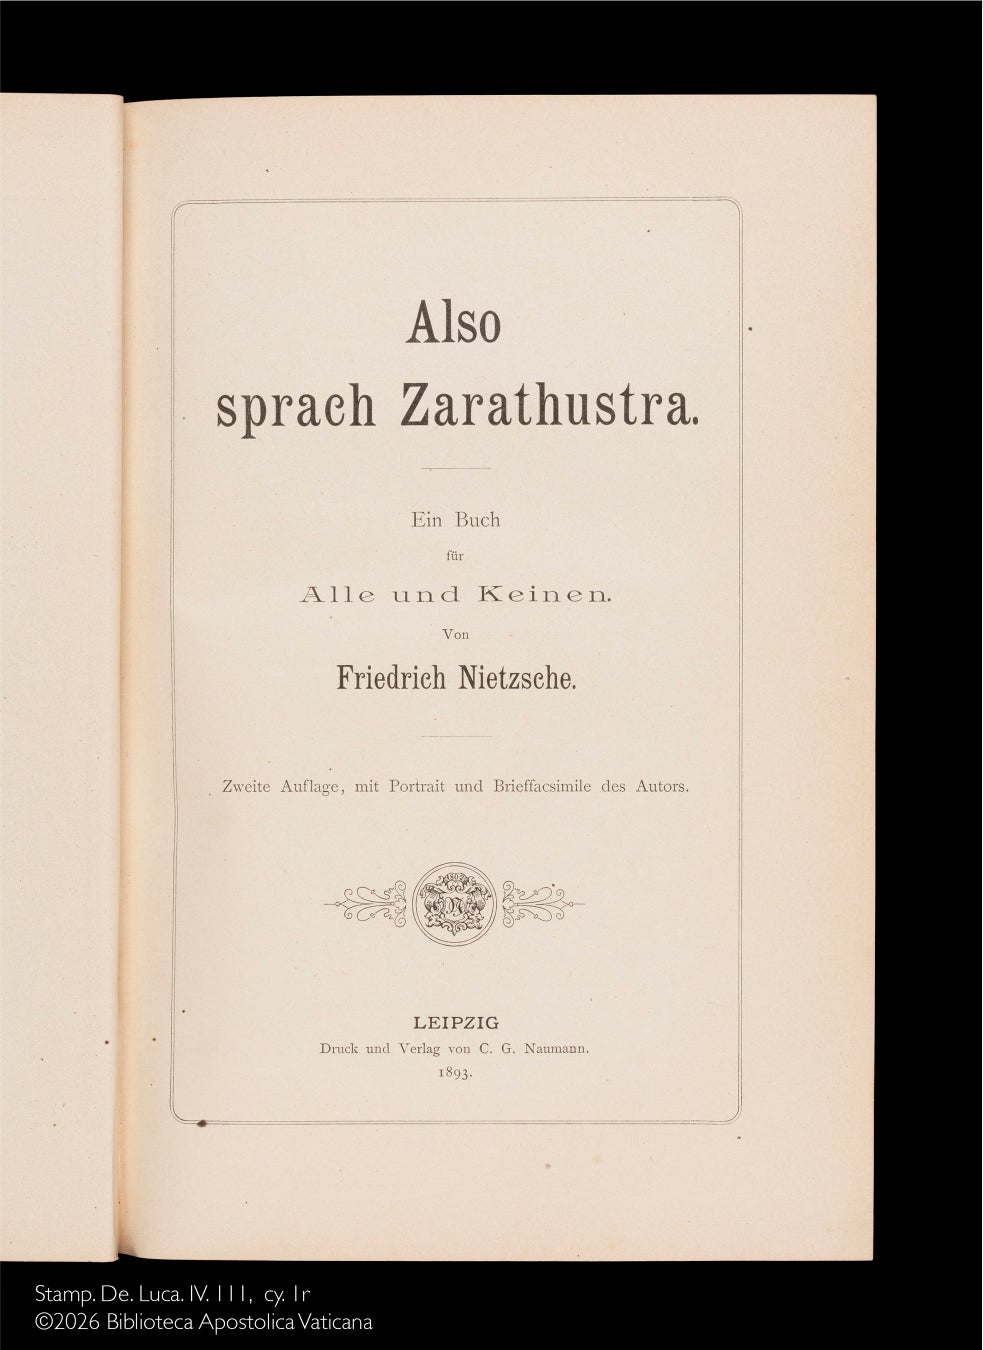 Also
sprach Zarathustra.
Ein Buch
für
Alle und Keinen.
Von
Friedrich Nietzsche.
Zweite Auflage, mit Portrait und Brieffacsimile des Autors.
LEIPZIG
Druck und Verlag von C. G. Naumann.
1893.
Stamp. De. Luca. IV. 111, cy. 1r
©2026 Biblioteca Apostolica Vaticana